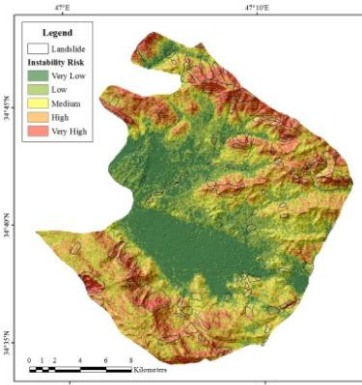 47°E
47°10'E
Legend
Landslide
Instability Risk
Very Low
Low
Medium
High
Very High
34°45'N
34°40'N
34°35'N
0 1 2 4 6 8
Kilometers